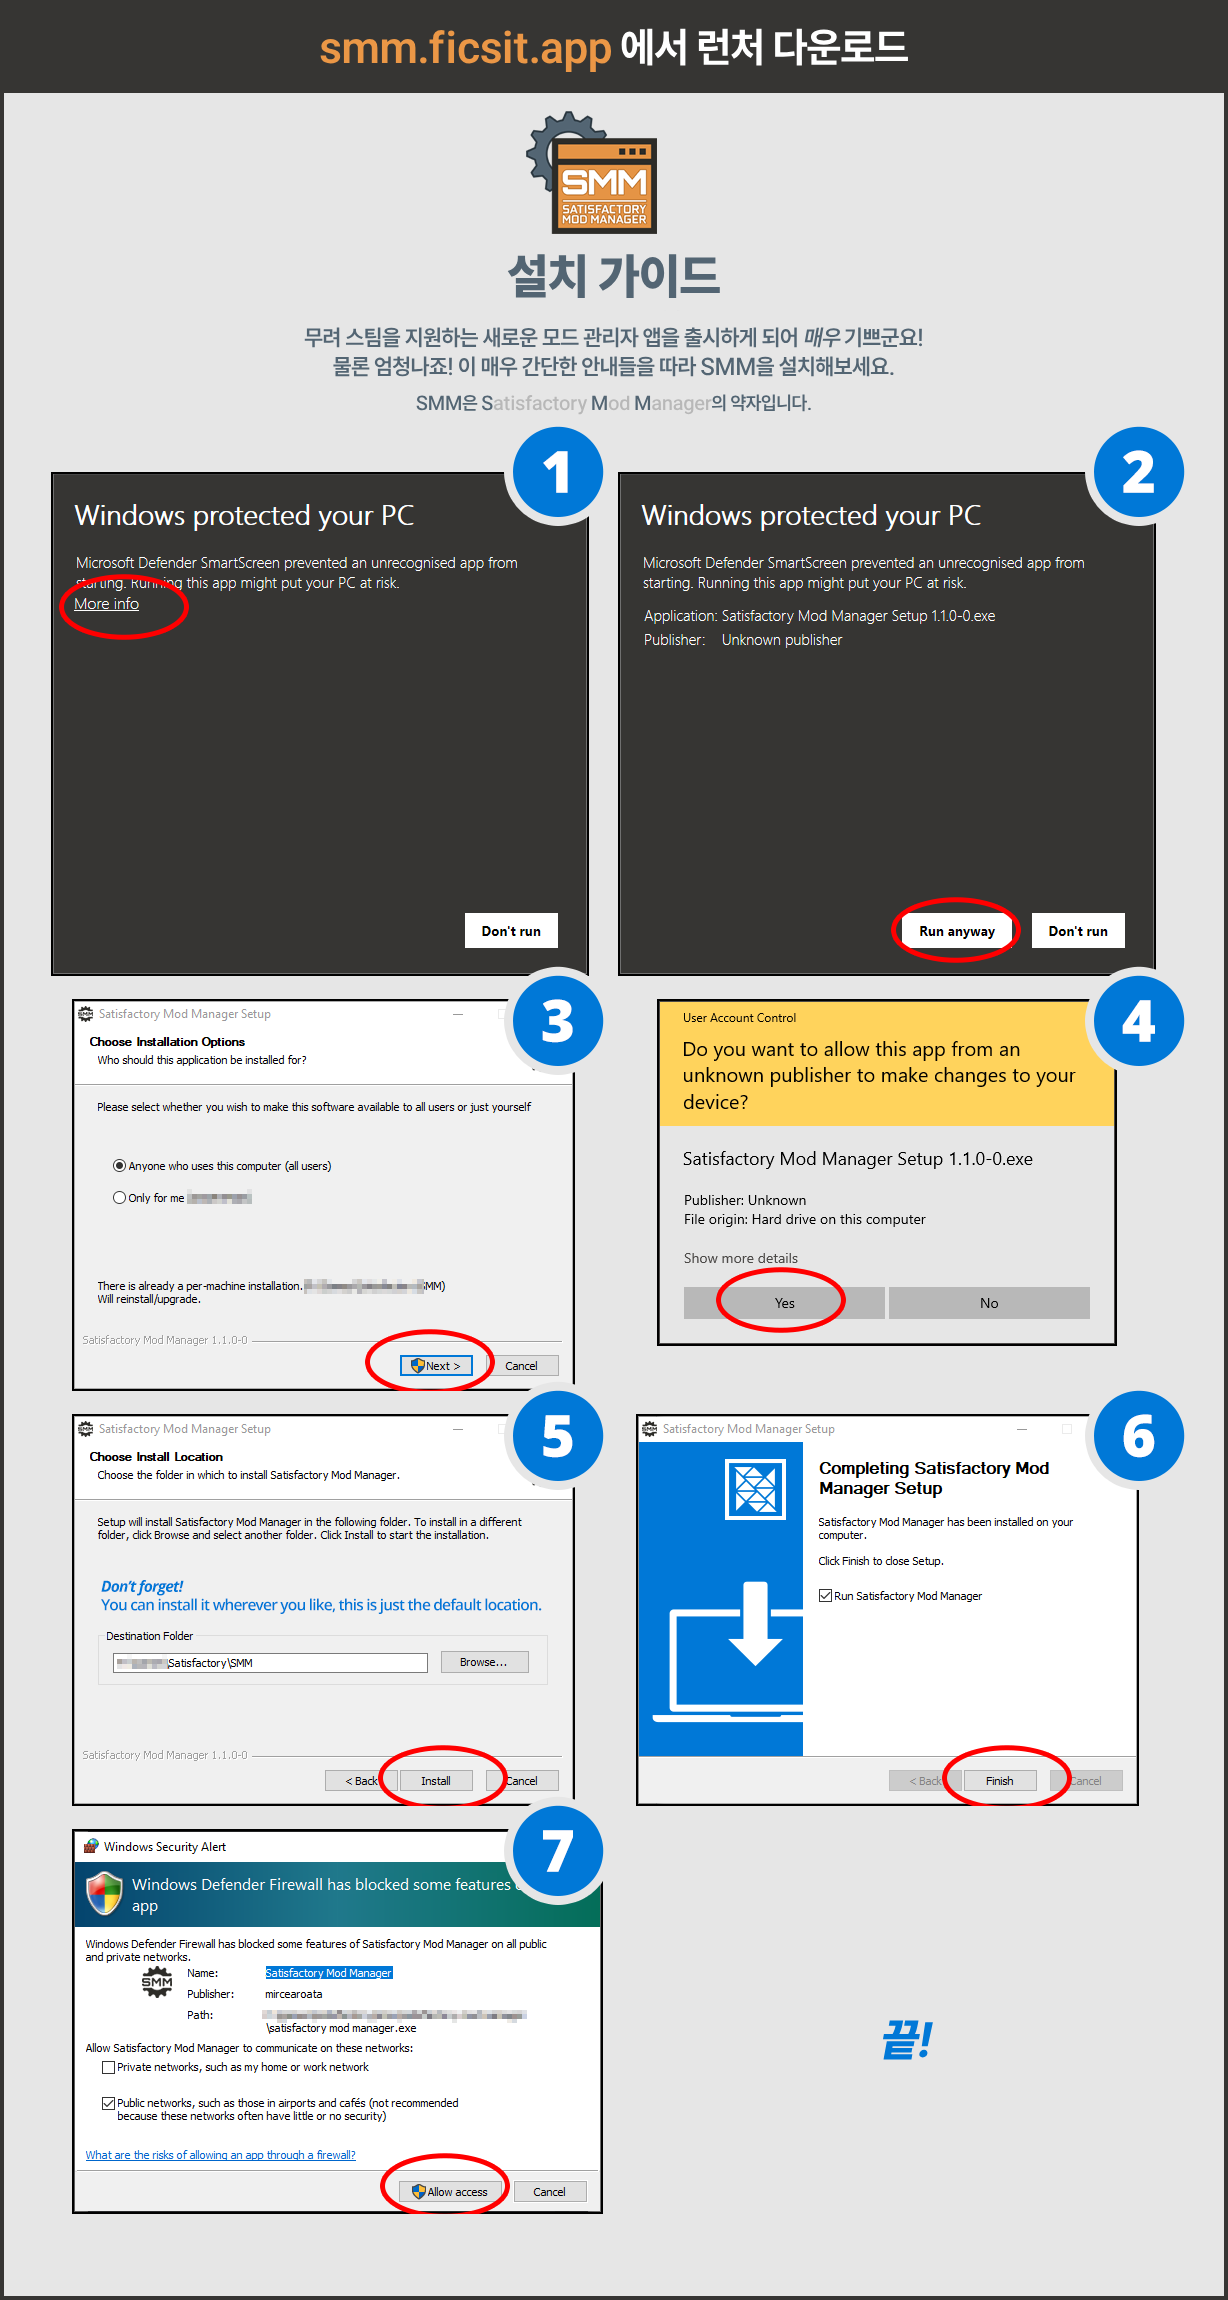 smm.ficsit.app 에서 런처 다운로드
SMM
SATISFACTORY
MOD MANAGER
설치 가이드
무려 스팀을 지원하는 새로운 모드 관리자 앱을 출시하게 되어 매우 기쁘군요!
물론 엄청나죠! 이 매우 간단한 안내들을 따라 SMM을 설치해보세요.
SMM은 Satisfactory Mod Manager의 약자입니다.
1
Windows protected your PC
Microsoft Defender SmartScreen prevented an unrecognised app from
starting. Running this app might put your PC at risk.
More info
Don't run
2
Windows protected your PC
Microsoft Defender SmartScreen prevented an unrecognised app from
starting. Running this app might put your PC at risk.
Application: Satisfactory Mod Manager Setup 1.1.0-0.exe
Publisher: Unknown publisher
Run anyway
Don't run
3
SMM
Satisfactory Mod Manager Setup
Choose Installation Options
Who should this application be installed for?
Please select whether you wish to make this software available to all users or just yourself
Anyone who uses this computer (all users)
Only for me
There is already a per-machine installation. SMM)
Will reinstall/upgrade.
Satisfactory Mod Manager 1.1.0-0
Next >
Cancel
4
User Account Control
Do you want to allow this app from an
unknown publisher to make changes to your
device?
Satisfactory Mod Manager Setup 1.1.0-0.exe
Publisher: Unknown
File origin: Hard drive on this computer
Show more details
Yes
No
5
SMM
Satisfactory Mod Manager Setup
Choose Install Location
Choose the folder in which to install Satisfactory Mod Manager.
Setup will install Satisfactory Mod Manager in the following folder. To install in a different
folder, click Browse and select another folder. Click Install to start the installation.
Don't forget!
You can install it wherever you like, this is just the default location.
Destination Folder
Satisfactory\SMM
Browse...
Satisfactory Mod Manager 1.1.0-0
< Back
Install
Cancel
6
SMM
Satisfactory Mod Manager Setup
Completing Satisfactory Mod
Manager Setup
Satisfactory Mod Manager has been installed on your
computer.
Click Finish to close Setup.
Run Satisfactory Mod Manager
< Back
Finish
Cancel
7
Windows Security Alert
Windows Defender Firewall has blocked some features
app
Windows Defender Firewall has blocked some features of Satisfactory Mod Manager on all public
and private networks.
SMM
Name: Satisfactory Mod Manager
Publisher: mircearoata
Path:
\satisfactory mod manager.exe
Allow Satisfactory Mod Manager to communicate on these networks:
Private networks, such as my home or work network
Public networks, such as those in airports and cafés (not recommended
because these networks often have little or no security)
What are the risks of allowing an app through a firewall?
Allow access
Cancel
끝!